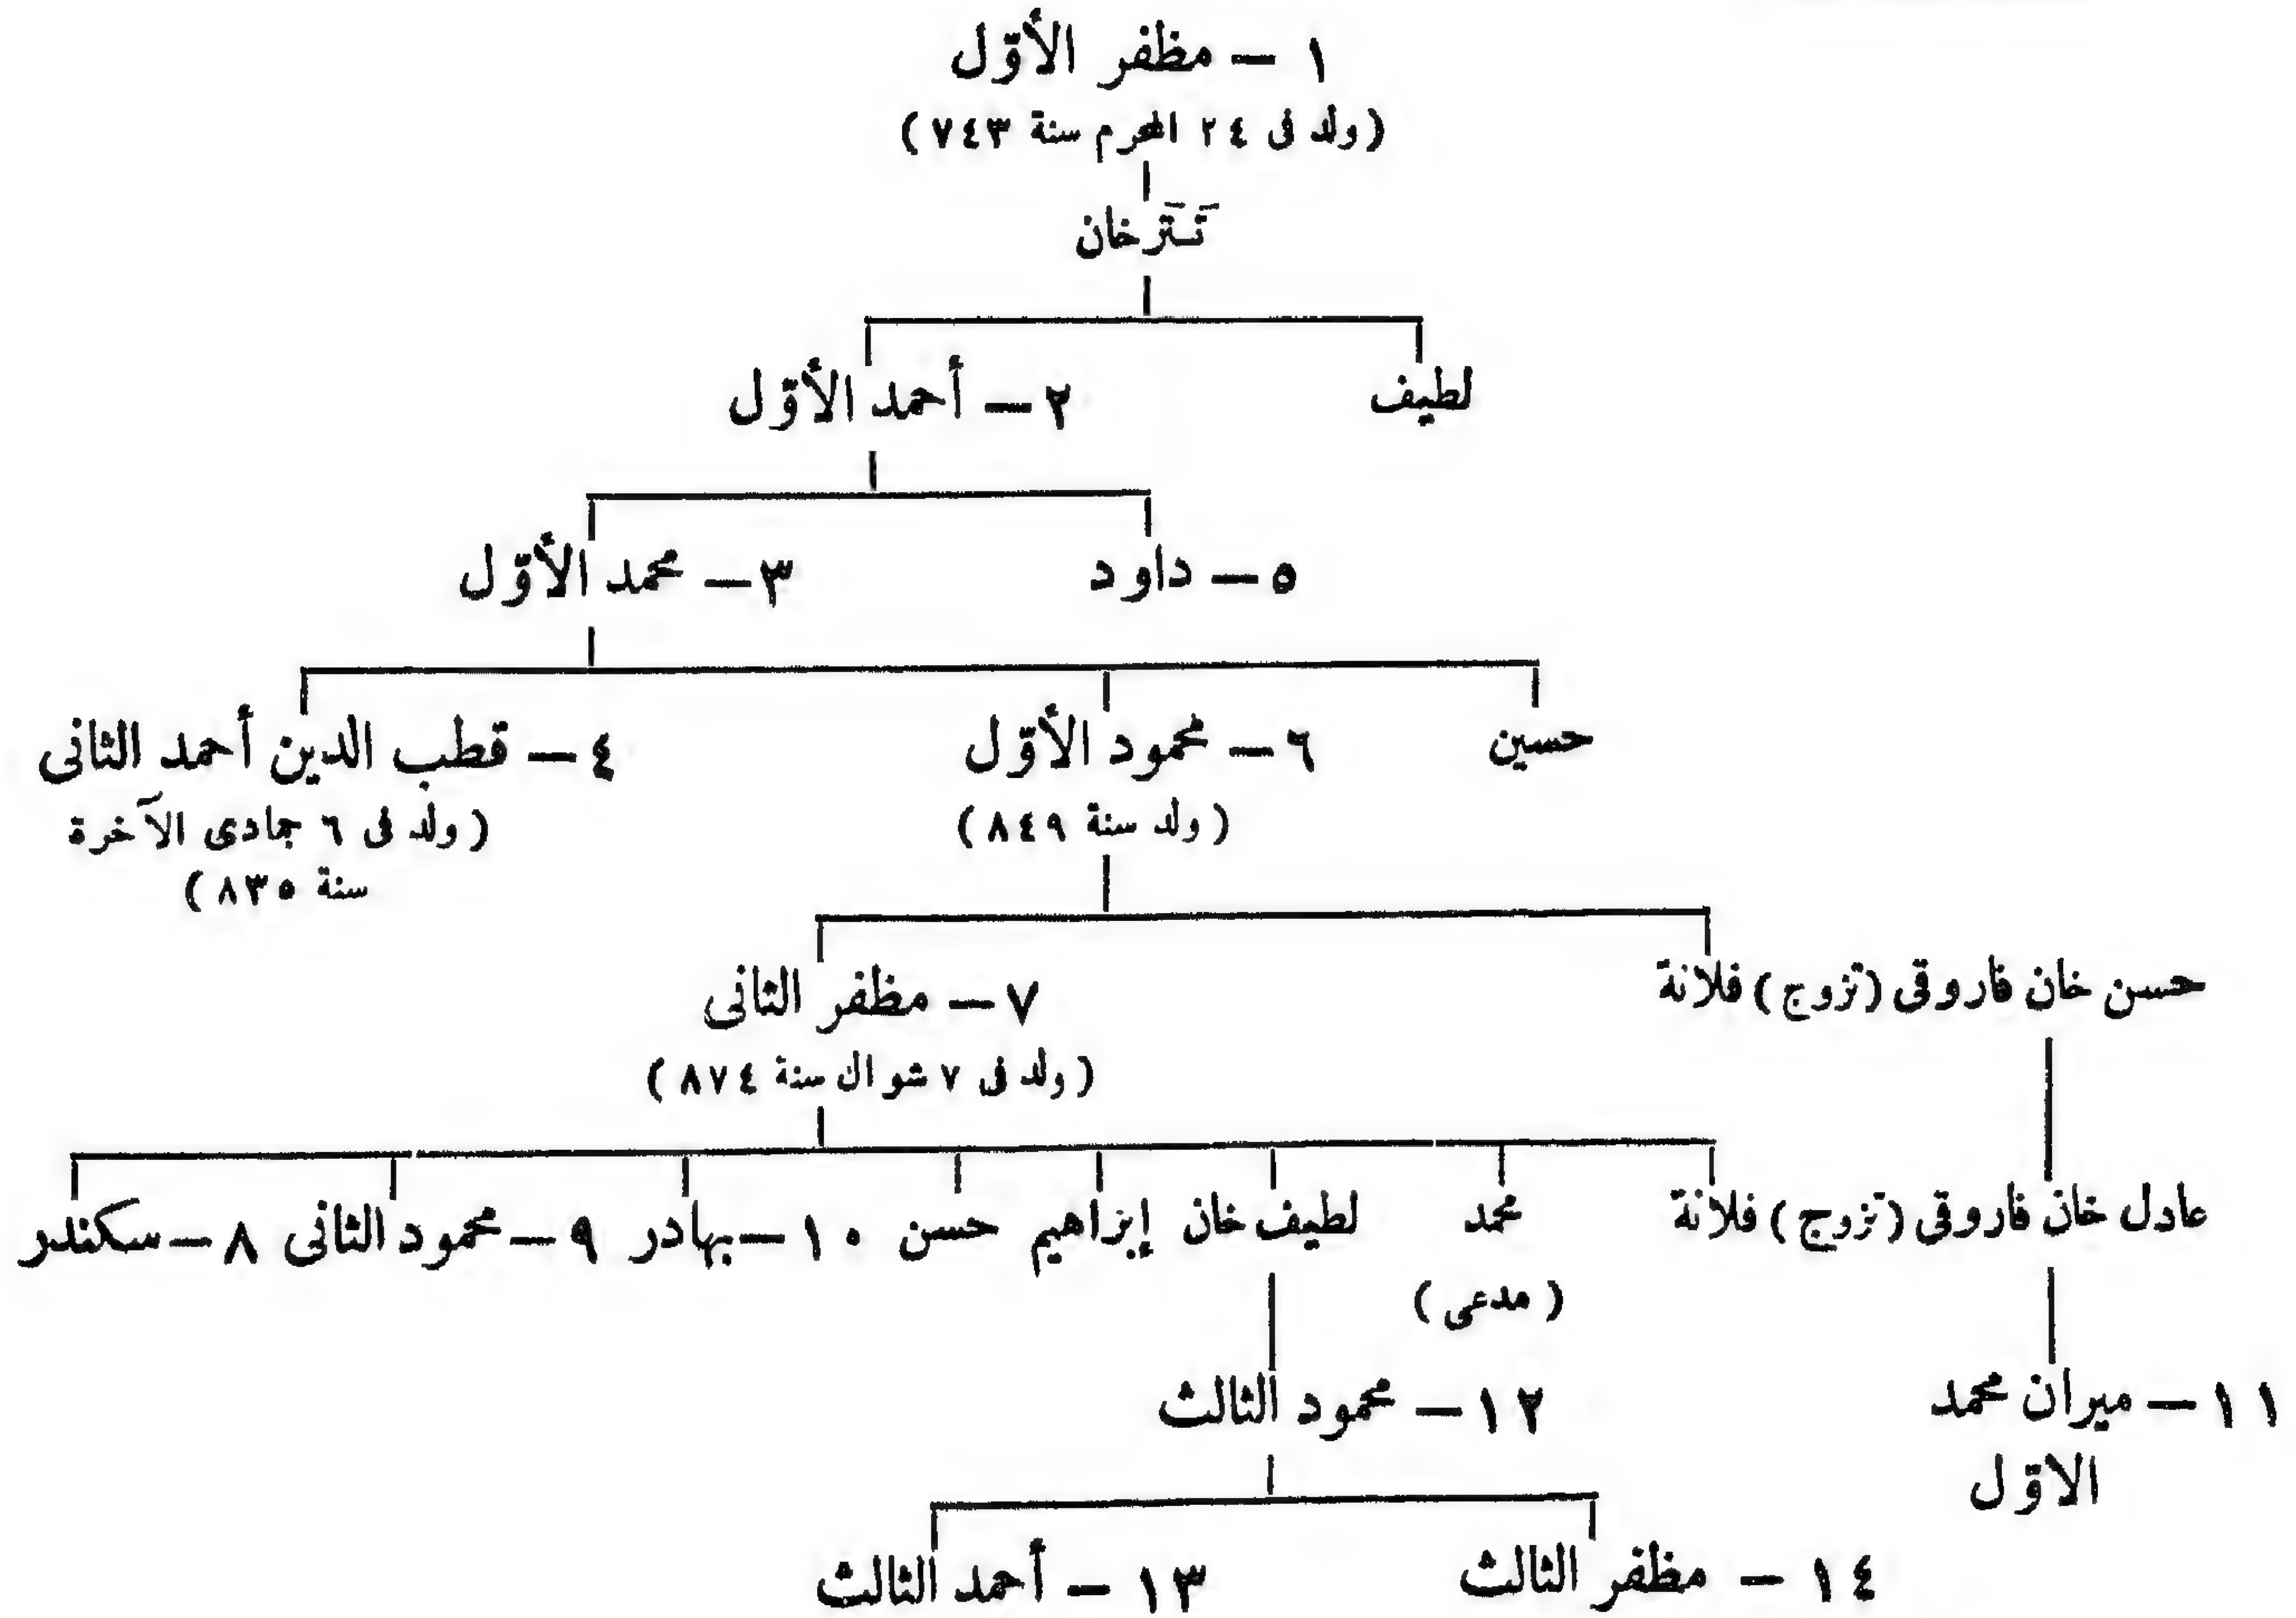 ١ – مظفر الأوّل
(ولد فى ٢٤ المحرم سنة ٧٤٣)
تَتَرخان
لطيف
٢ – أحمد الأوّل
٥ – داود
٣ – محمد الأوّل
حسين
٦ – محمود الأوّل
(ولد سنة ٨٤٩)
٤ – قطب الدين أحمد الثانى
(ولد فى ٦ جمادى الآخرة
سنة ٨٣٥)
حسن خان فاروقى (تزوج) فلانة
٧ – مظفر الثانى
(ولد فى ٧ شوال سنة ٨٧٤)
عادل خان فاروقى (تزوج) فلانة
محمد
(مدعى)
لطيف خان
إبراهيم
حسن
١٠ – بهادر
٩ – محمود الثانى
٨ – سكندر
١١ – ميران محمد
الاوّل
١٢ – محمود الثالث
١٤ – مظفر الثالث
١٣ – أحمد الثالث